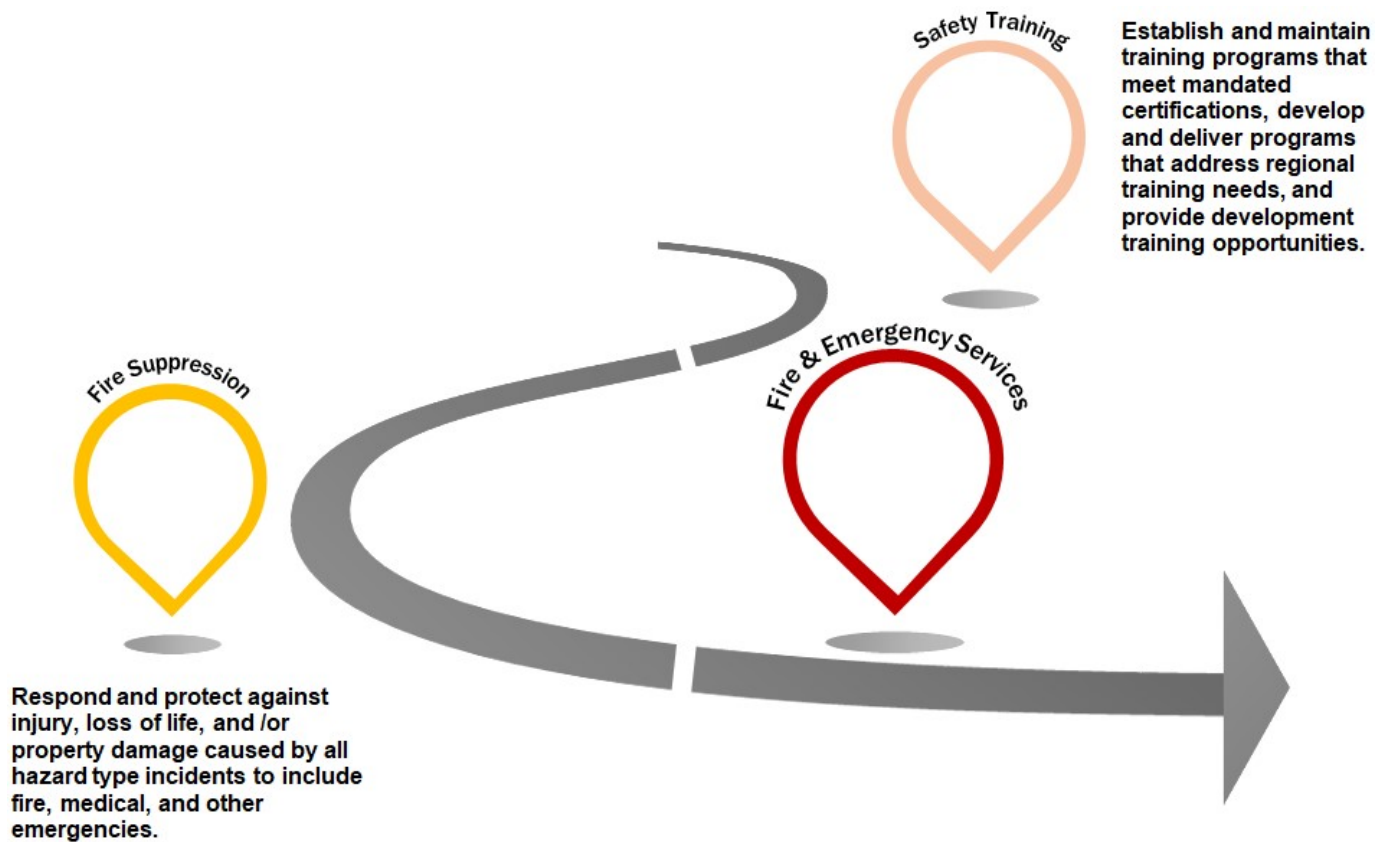 Safety Training
Establish and maintain
training programs that
meet mandated
certifications, develop
and deliver programs
that address regional
training needs, and
provide development
training opportunities.
Fire & Emergency Services
Fire Suppression
Respond and protect against
injury, loss of life, and /or
property damage caused by all
hazard type incidents to include
fire, medical, and other
emergencies.